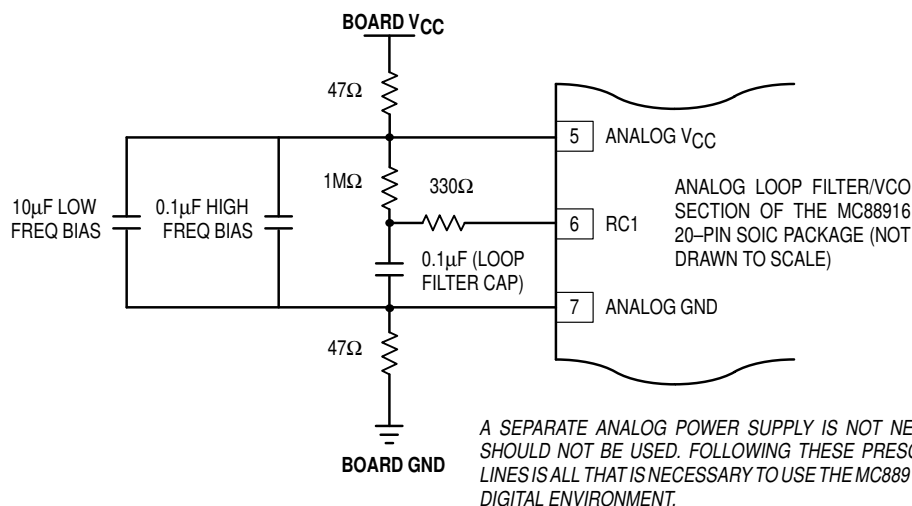 BOARD VCC
47Ω
5 ANALOG VCC
1MΩ
330Ω
10µF LOW
FREQ BIAS
0.1µF HIGH
FREQ BIAS
6 RC1
ANALOG LOOP FILTER/VCO
SECTION OF THE MC88916
20–PIN SOIC PACKAGE (NOT
DRAWN TO SCALE)
0.1µF (LOOP
FILTER CAP)
7 ANALOG GND
47Ω
BOARD GND
A SEPARATE ANALOG POWER SUPPLY IS NOT
SHOULD NOT BE USED. FOLLOWING THESE
LINES IS ALL THAT IS NECESSARY TO USE THE
DIGITAL ENVIRONMENT.